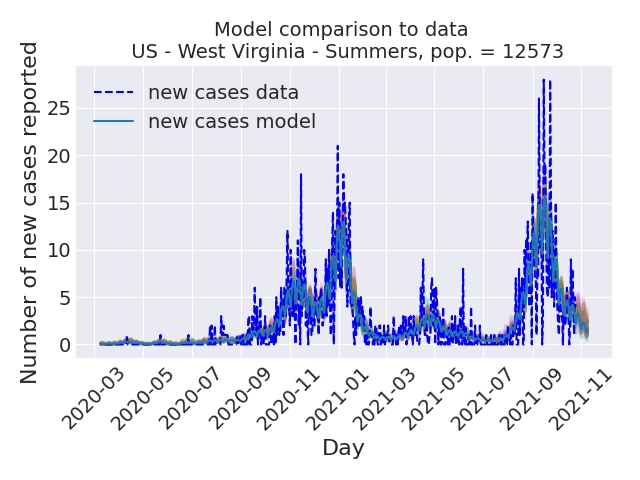 Model comparison to data
US - West Virginia - Summers, pop. = 12573
Number of new cases reported
new cases data
new cases model
25
20
15
10
5
0
2020-03
2020-05
2020-07
2020-09
2020-11
2021-01
2021-03
2021-05
2021-07
2021-09
2021-11
Day